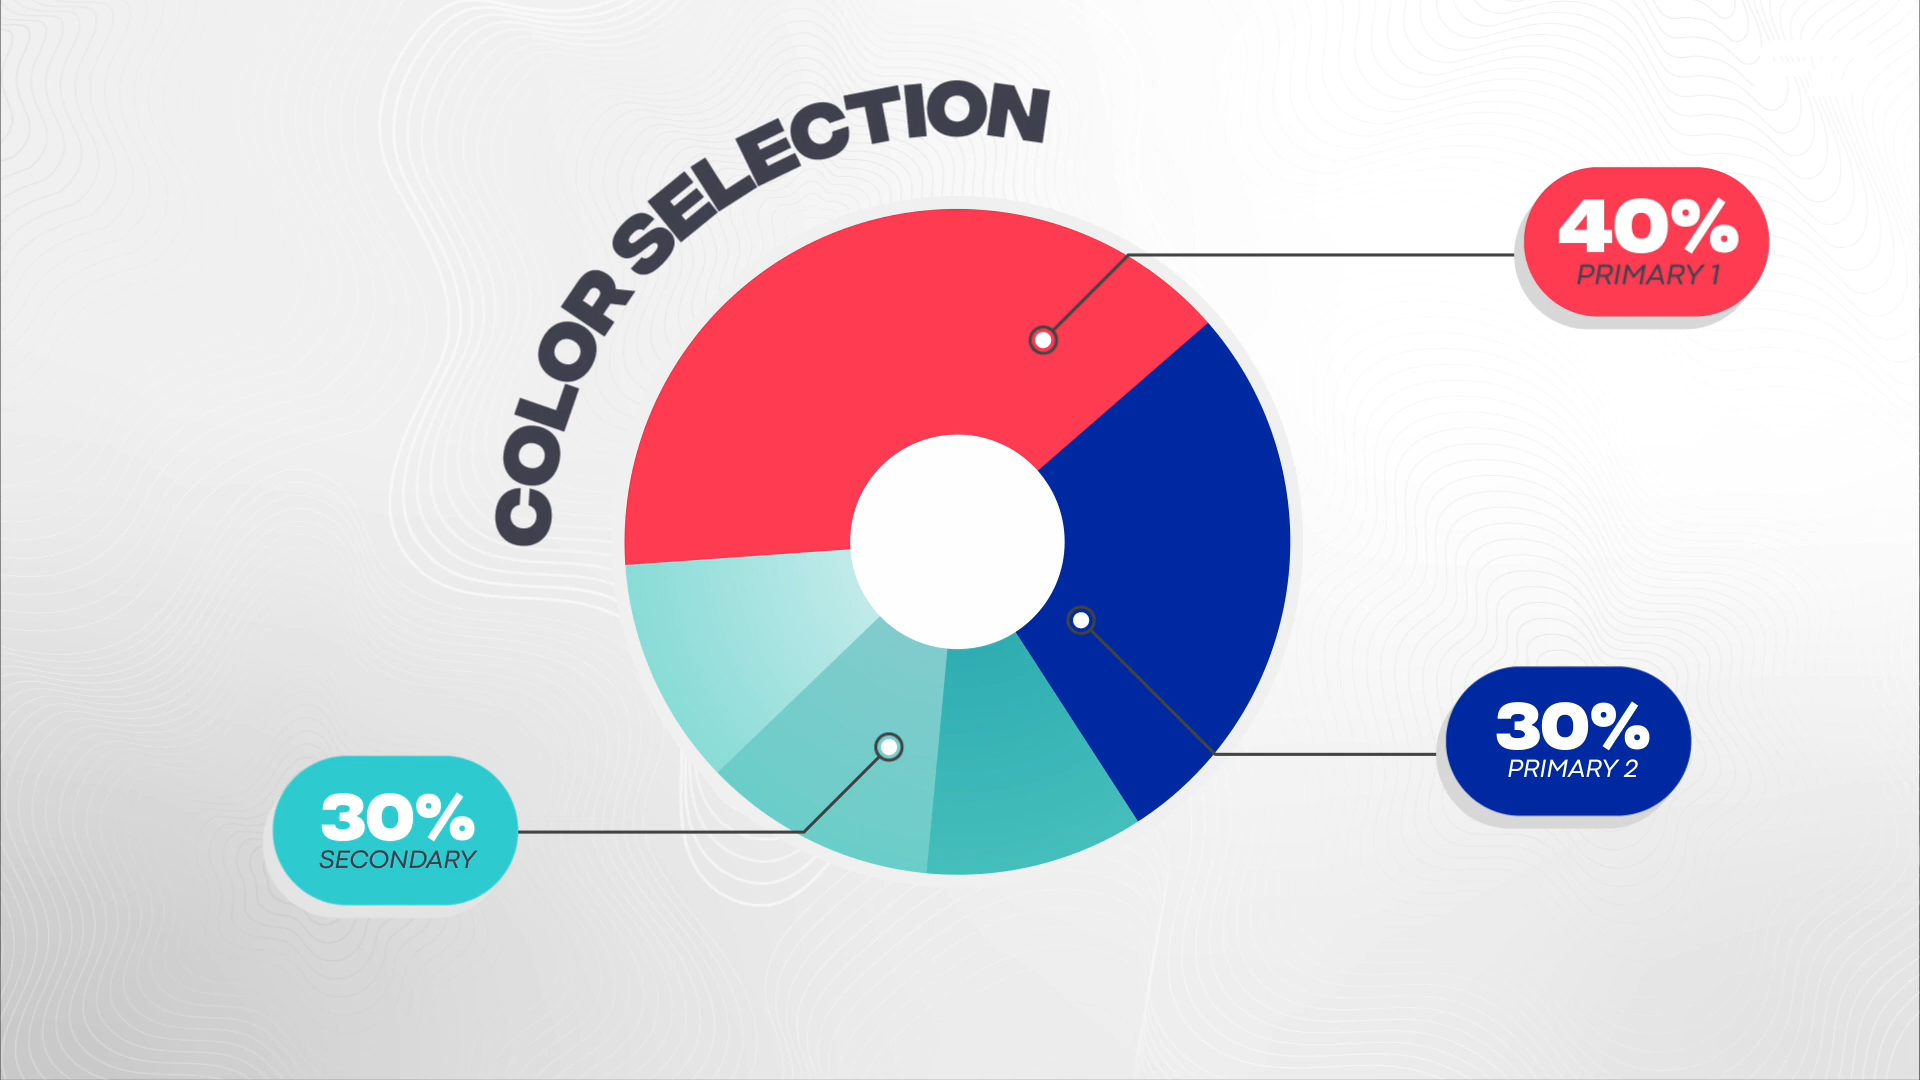 COLOR SELECTION
40%
PRIMARY 1
30%
PRIMARY 2
30%
SECONDARY